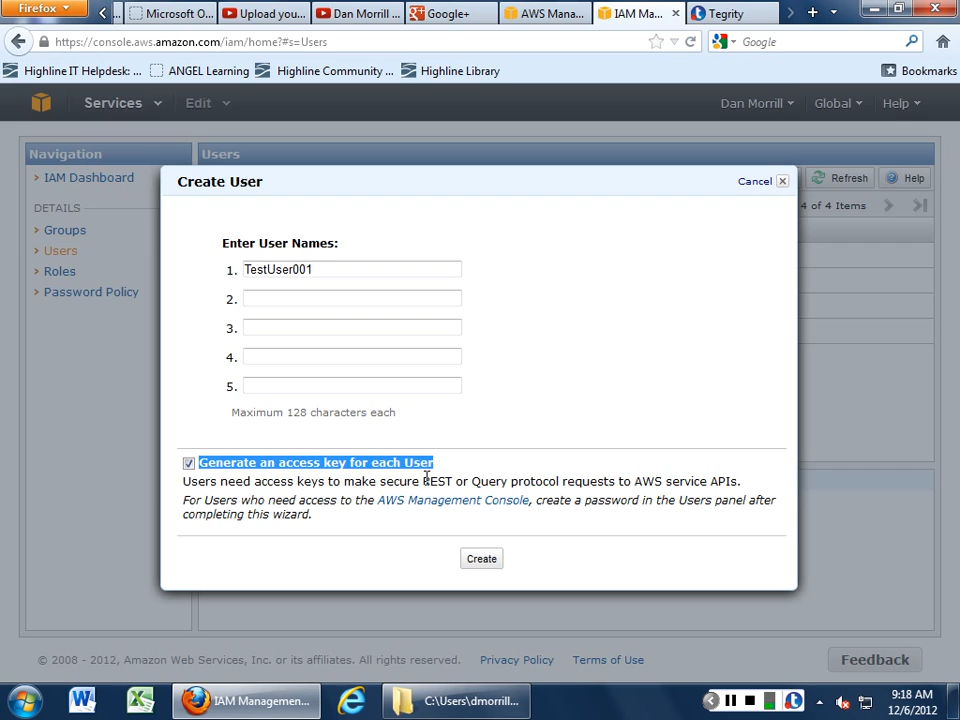 Firefox
Microsoft O...
Upload you...
Dan Morrill ...
Google+
AWS Mana...
IAM Ma...
Tegrity
https://console.aws.amazon.com/iam/home?#s=Users
Google
Highline IT Helpdesk: ...
ANGEL Learning
Highline Community ...
Highline Library
Bookmarks
Services
Edit
Dan Morrill
Global
Help
Navigation
Users
IAM Dashboard
DETAILS
Groups
Users
Roles
Password Policy
Refresh
Help
4 of 4 Items
Create User
Cancel
Enter User Names:
1. TestUser001
2.
3.
4.
5.
Maximum 128 characters each
Generate an access key for each User
Users need access keys to make secure REST or Query protocol requests to AWS service APIs.
For Users who need access to the AWS Management Console, create a password in the Users panel after
completing this wizard.
Create
© 2008 - 2012, Amazon Web Services, Inc. or its affiliates. All rights reserved.
Privacy Policy
Terms of Use
Feedback
IAM Managemen...
C:\Users\dmorrill...
9:18 AM
12/6/2012